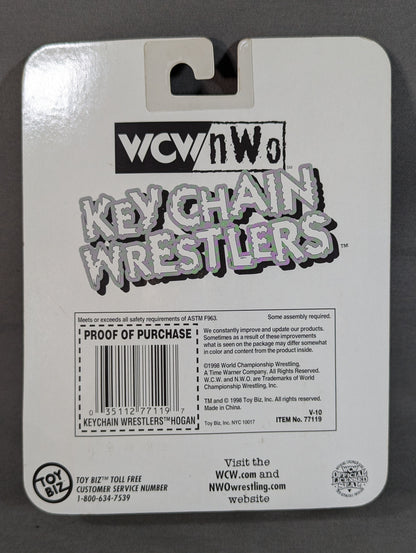 WCW/nWo
KEY CHAIN
WRESTLERS™
Meets or exceeds all safety requirements of ASTM F963.
Some assembly required.
PROOF OF PURCHASE
0 35112 77119 7
KEYCHAIN WRESTLERS™HOGAN
We constantly improve and update our products.
Sometimes as a result of these improvements
what is seen on the package may differ somewhat
in color and content from the product inside.
©1998 World Championship Wrestling.
A Time Warner Company. All Rights Reserved.
W.C.W. and N.W.O. are Trademarks of World
Championship Wrestling, Inc.
TM and © 1998 Toy Biz, Inc. All rights reserved.
Made in China.
V-10
Toy Biz, Inc. NYC 10017
ITEM No. 77119
TOY
BIZ
TOY BIZ™ TOLL FREE
CUSTOMER SERVICE NUMBER
1-800-634-7539
Visit the
WCW.com and
NWOwrestling.com
website
OFFICIAL
LICENSED